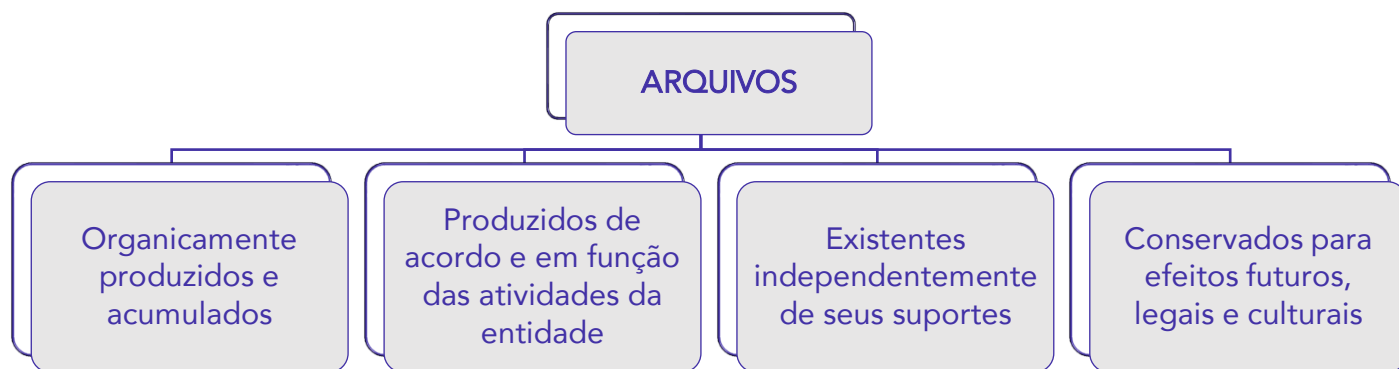 ARQUIVOS
Organicamente
produzidos e
acumulados
Produzidos de
acordo e em função
das atividades da
entidade
Existentes
independentemente
de seus suportes
Conservados para
efeitos futuros,
legais e culturais